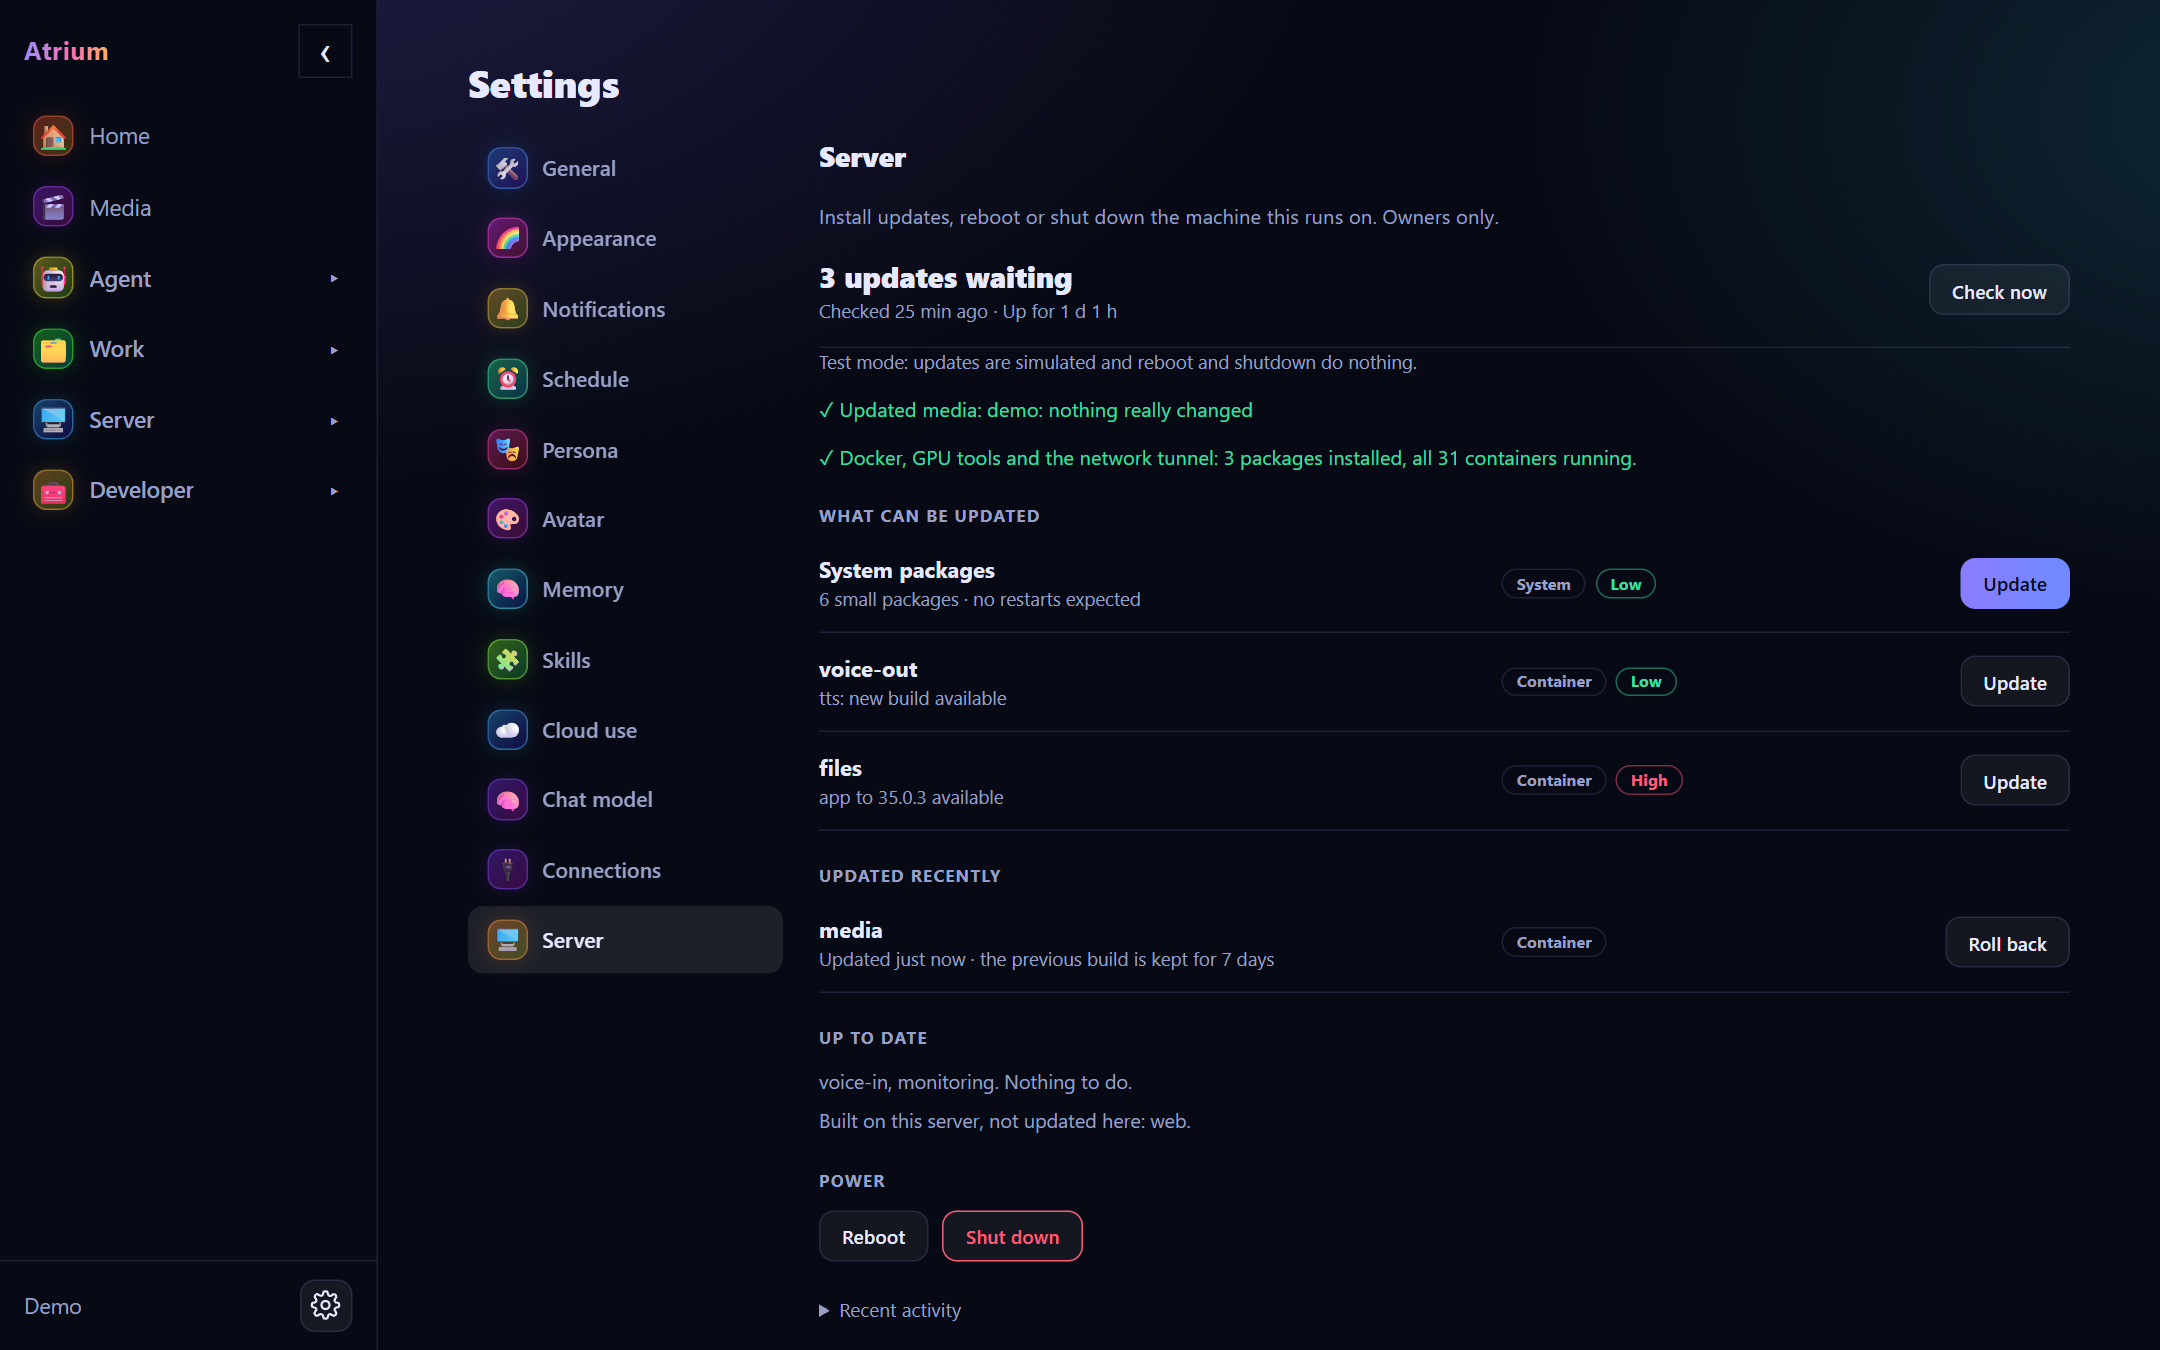 Atrium
❮
Home
Media
Agent
Work
Server
Developer
Demo
Settings
General
Appearance
Notifications
Schedule
Persona
Avatar
Memory
Skills
Cloud use
Chat model
Connections
Server
Server
Install updates, reboot or shut down the machine this runs on. Owners only.
3 updates waiting
Checked 25 min ago · Up for 1 d 1 h
Check now
Test mode: updates are simulated and reboot and shutdown do nothing.
✓ Updated media: demo: nothing really changed
✓ Docker, GPU tools and the network tunnel: 3 packages installed, all 31 containers running.
WHAT CAN BE UPDATED
System packages
6 small packages · no restarts expected
System Low
Update
voice-out
tts: new build available
Container Low
Update
files
app to 35.0.3 available
Container High
Update
UPDATED RECENTLY
media
Updated just now · the previous build is kept for 7 days
Container
Roll back
UP TO DATE
voice-in, monitoring. Nothing to do.
Built on this server, not updated here: web.
POWER
Reboot Shut down
▶ Recent activity